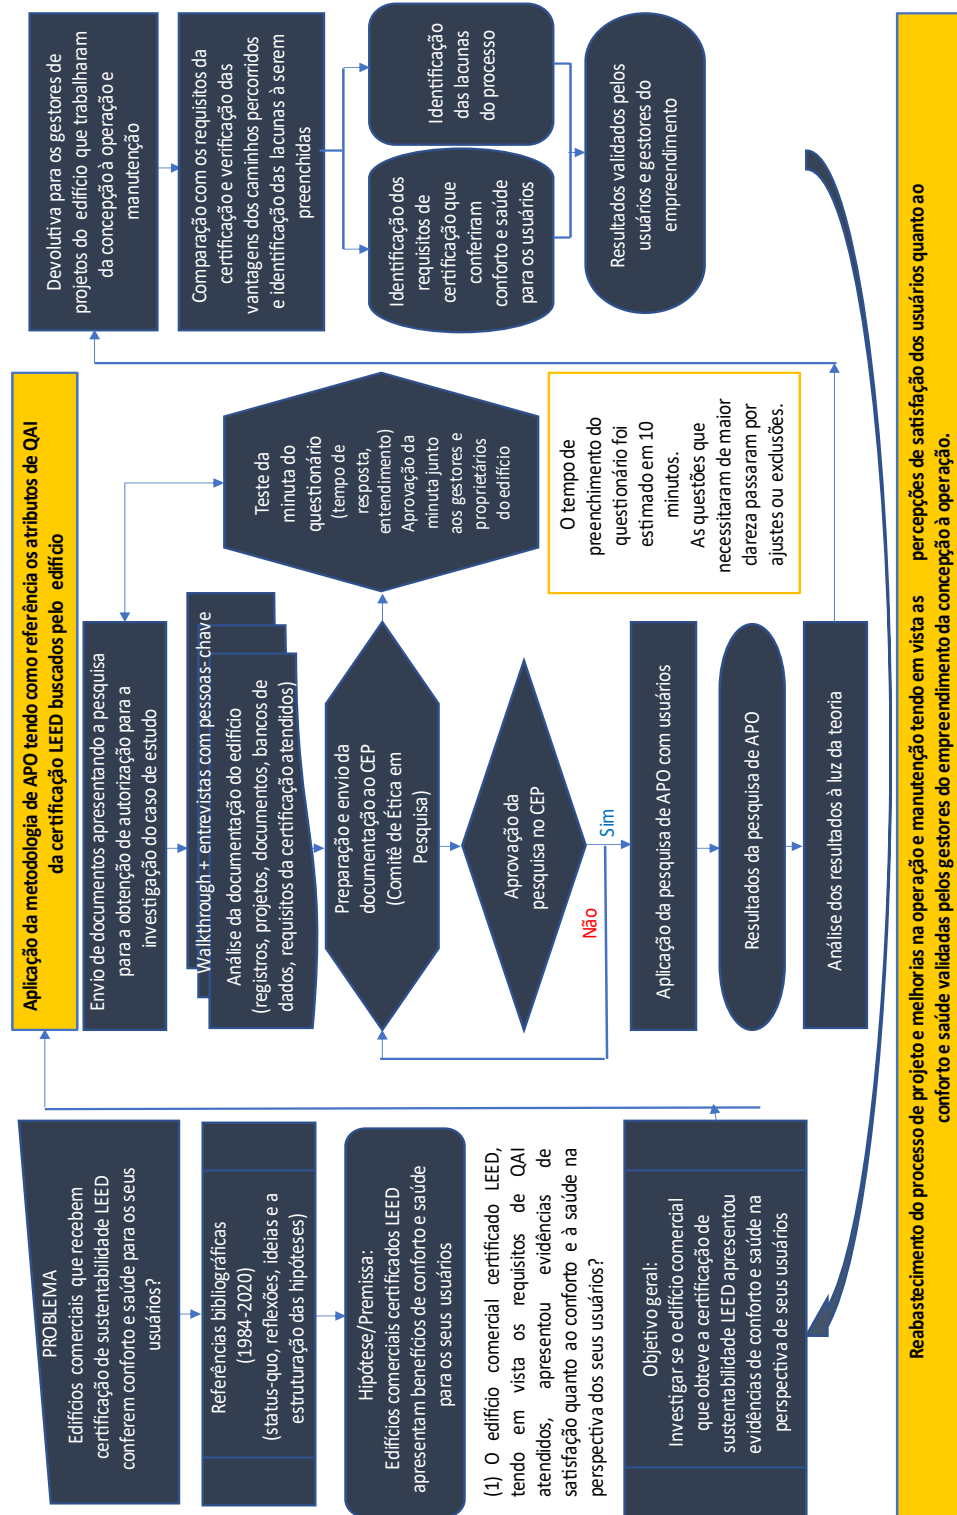 PROBLEMA
Edifícios comerciais que recebem
certificação de sustentabilidade LEED
conferem conforto e saúde para os seus
usuários?
Referências bibliográficas
(1984-2020)
(status-quo, reflexões, ideias e a
estruturação das hipóteses)
Hipótese/Premissa:
Edifícios comerciais certificados LEED
apresentam benefícios de conforto e saúde
para os seus usuários
(1) O edifício comercial certificado LEED,
tendo em vista os requisitos de QAI
atendidos, apresentou evidências de
satisfação quanto ao conforto e à saúde na
perspectiva dos seus usuários?
Objetivo geral:
Investigar se o edifício comercial
que obteve a certificação de
sustentabilidade LEED apresentou
evidências de conforto e saúde na
perspectiva de seus usuários
Aplicação da metodologia de APO tendo como referência os atributos de QAI
da certificação LEED buscados pelo edifício
Envio de documentos apresentando a pesquisa
para a obtenção de autorização para a
investigação do caso de estudo
Walkthrough + entrevistas com pessoas-chave
Análise da documentação do edifício
(registros, projetos, documentos, bancos de
dados, requisitos da certificação atendidos)
Preparação e envio da
documentação ao CEP
(Comitê de Ética em
Pesquisa)
Aprovação da
pesquisa no CEP
Não
Sim
Aplicação da pesquisa de APO com usuários
Resultados da pesquisa de APO
Análise dos resultados à luz da teoria
Teste da
minuta do
questionário
(tempo de
resposta,
entendimento)
Aprovação da
minuta junto
aos gestores e
proprietários
do edifício
O tempo de
preenchimento do
questionário foi
estimado em 10
minutos.
As questões que
necessitaram de maior
clareza passaram por
ajustes ou exclusões.
Devolutiva para os gestores de
projetos do edifício que trabalharam
da concepção à operação e
manutenção
Comparação com os requisitos da
certificação e verificação das
vantagens dos caminhos percorridos
e identificação das lacunas à serem
preenchidas
Identificação dos
requisitos de
certificação que
conferiram
conforto e saúde
para os usuários
Identificação
das lacunas
do processo
Resultados validados pelos
usuários e gestores do
empreendimento
Reabastecimento do processo de projeto e melhorias na operação e manutenção tendo em vista as percepções de satisfação dos usuários quanto ao
conforto e saúde validadas pelos gestores do empreendimento da concepção à operação.